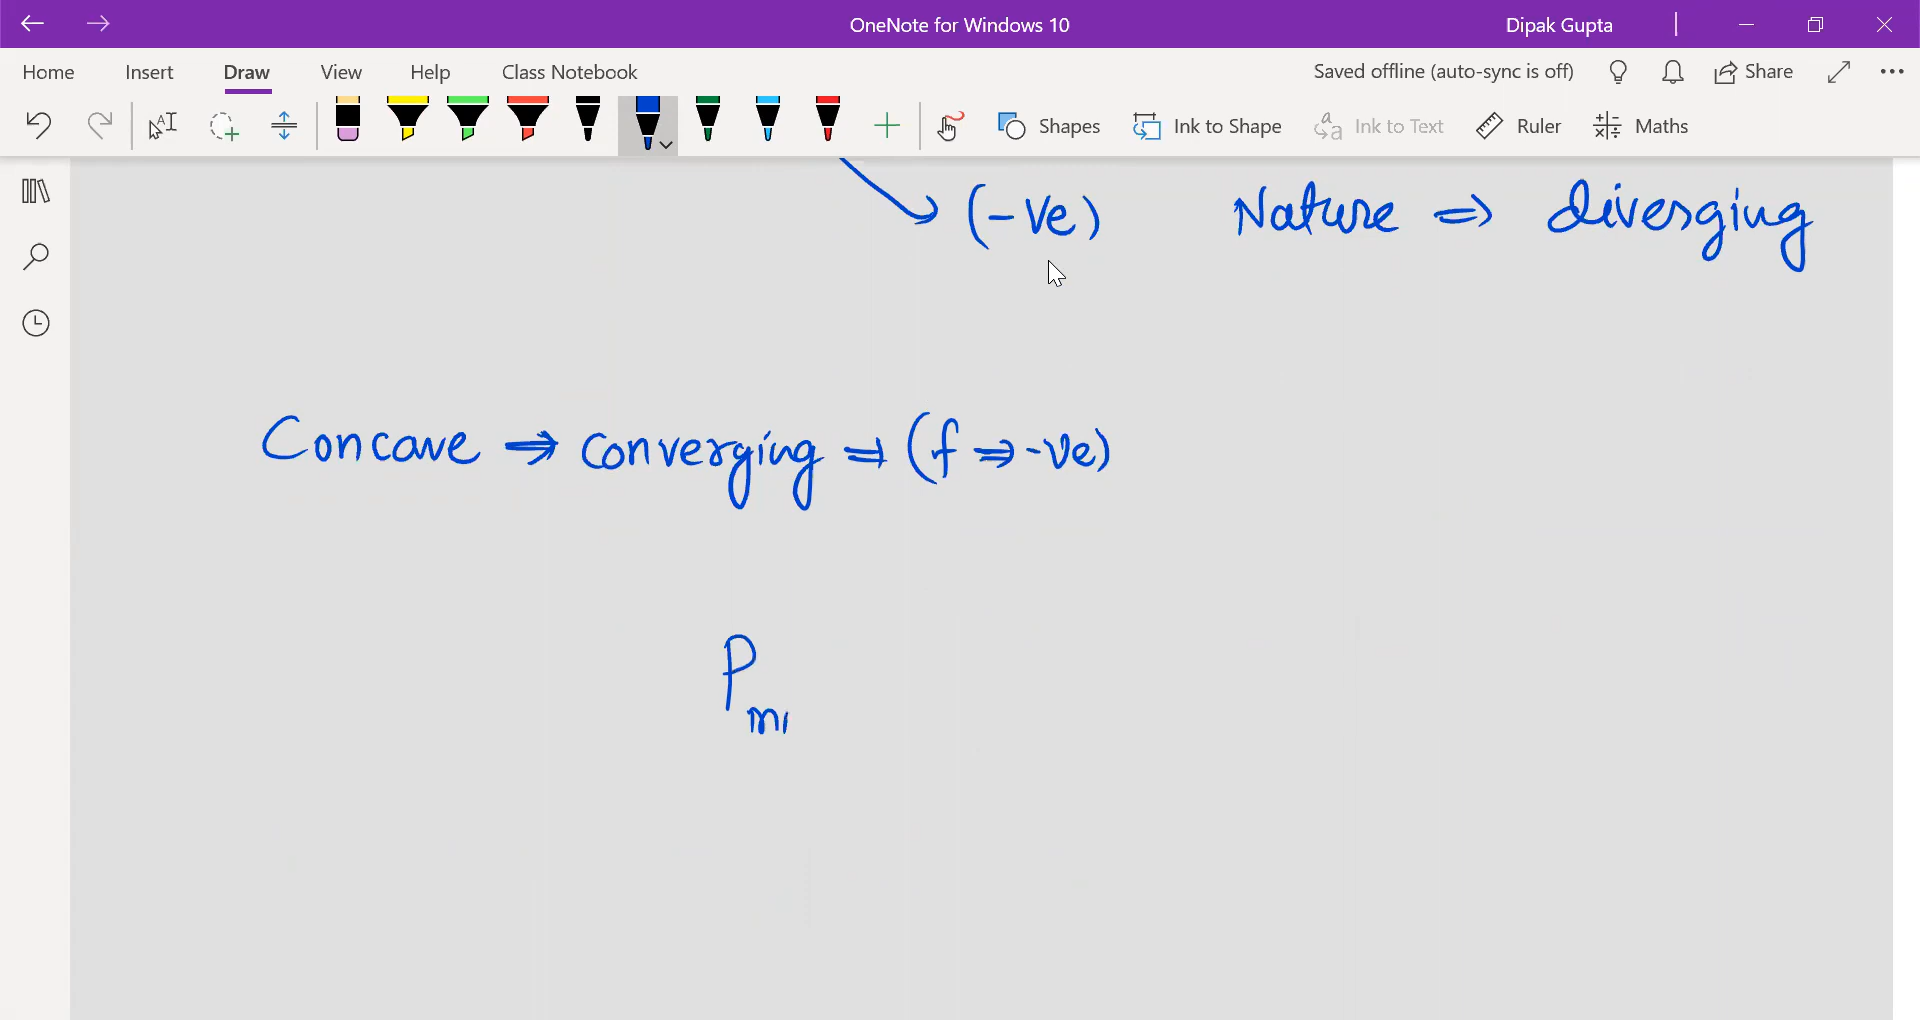 OneNote for Windows 10
Dipak Gupta
Home Insert Draw View Help Class Notebook
Saved offline (auto-sync is off) Share
Shapes Ink to Shape Ink to Text Ruler Maths
(-ve) Nature ⇒ diverging
Concave ⇒ converging ⇒ (f ⇒ -ve)
P